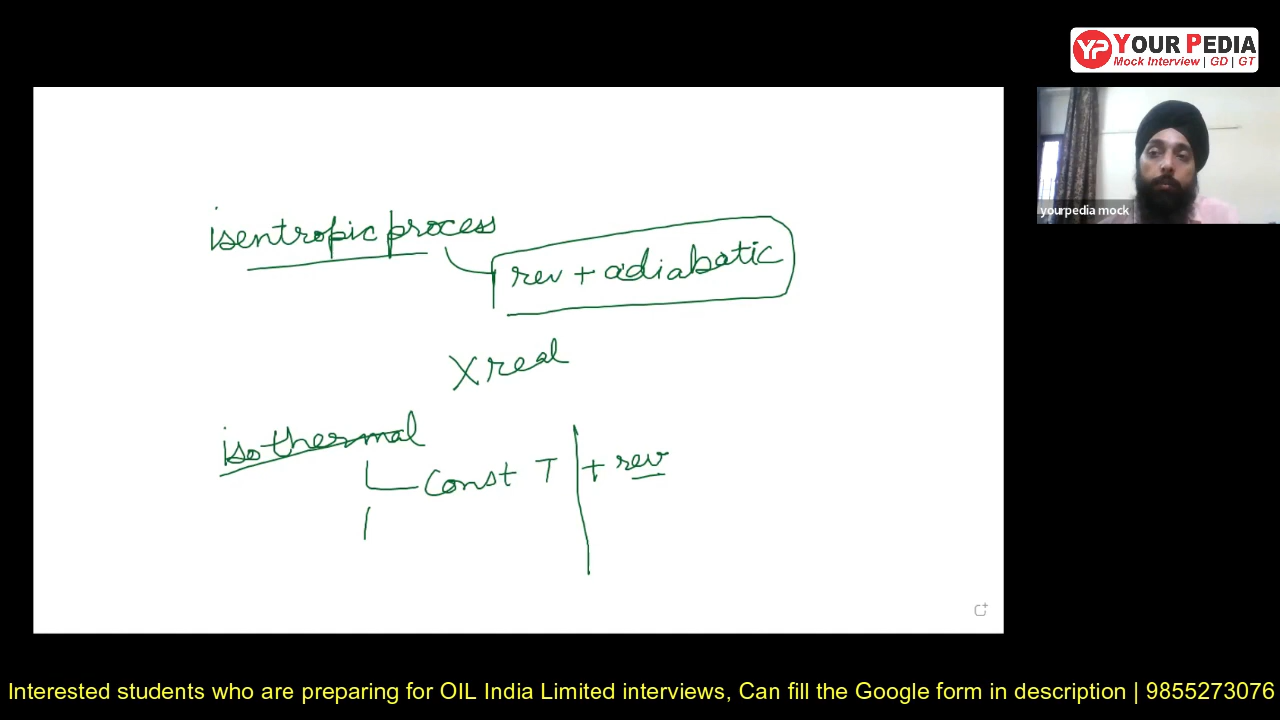 YP YOUR PEDIA
Mock Interview | GD | GT
yourpedia mock
isentropic process
rev + adiabatic
X real
isothermal
const T + rev
Interested students who are preparing for OIL India Limited interviews, Can fill the Google form in description | 9855273076